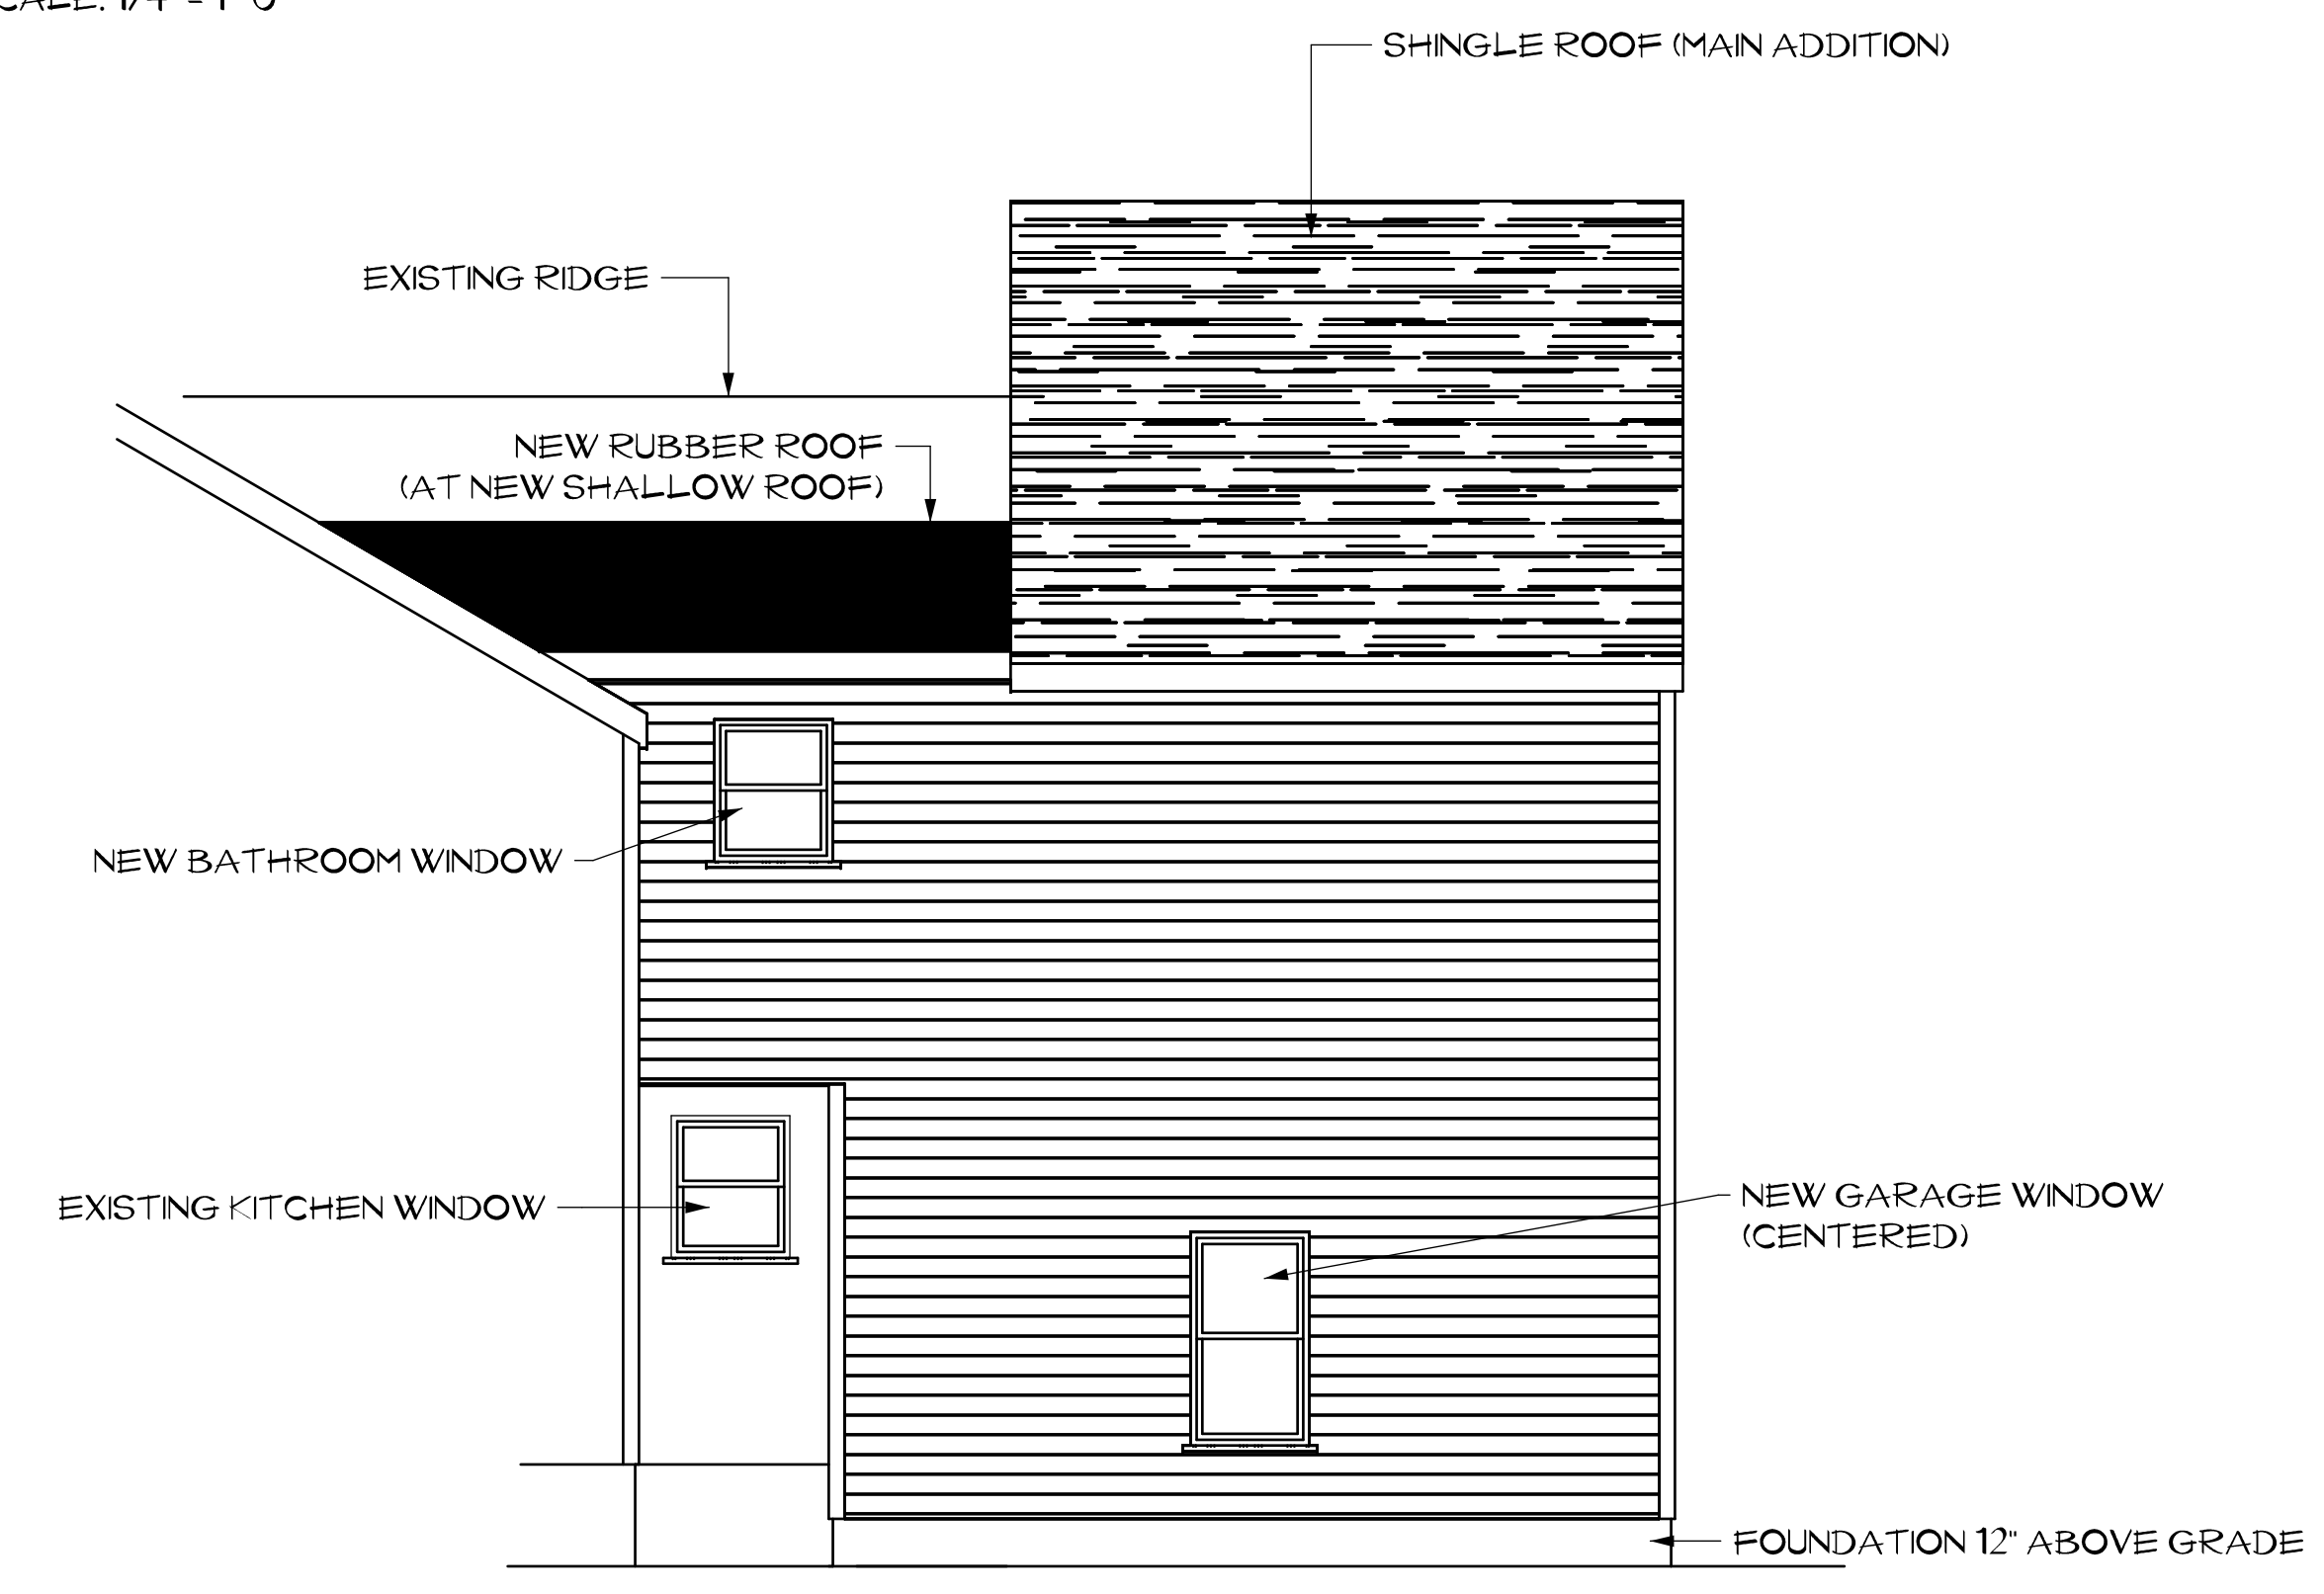 SHINGLE ROOF (MAIN ADDITION)
EXISTING RIDGE
NEW RUBBER ROOF
(AT NEW SHALLOW ROOF)
NEW BATHROOM WINDOW
EXISTING KITCHEN WINDOW
NEW GARAGE WINDOW
(CENTERED)
FOUNDATION 12" ABOVE GRADE